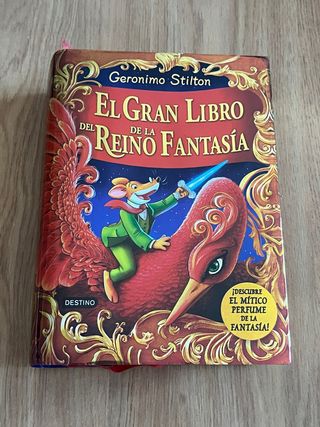 Geronimo Stilton
EL GRAN LIBRO
DEL REINO DE LA FANTASÍA
¡DESCUBRE
EL MÍTICO
PERFUME
DE LA
FANTASÍA!
DESTINO